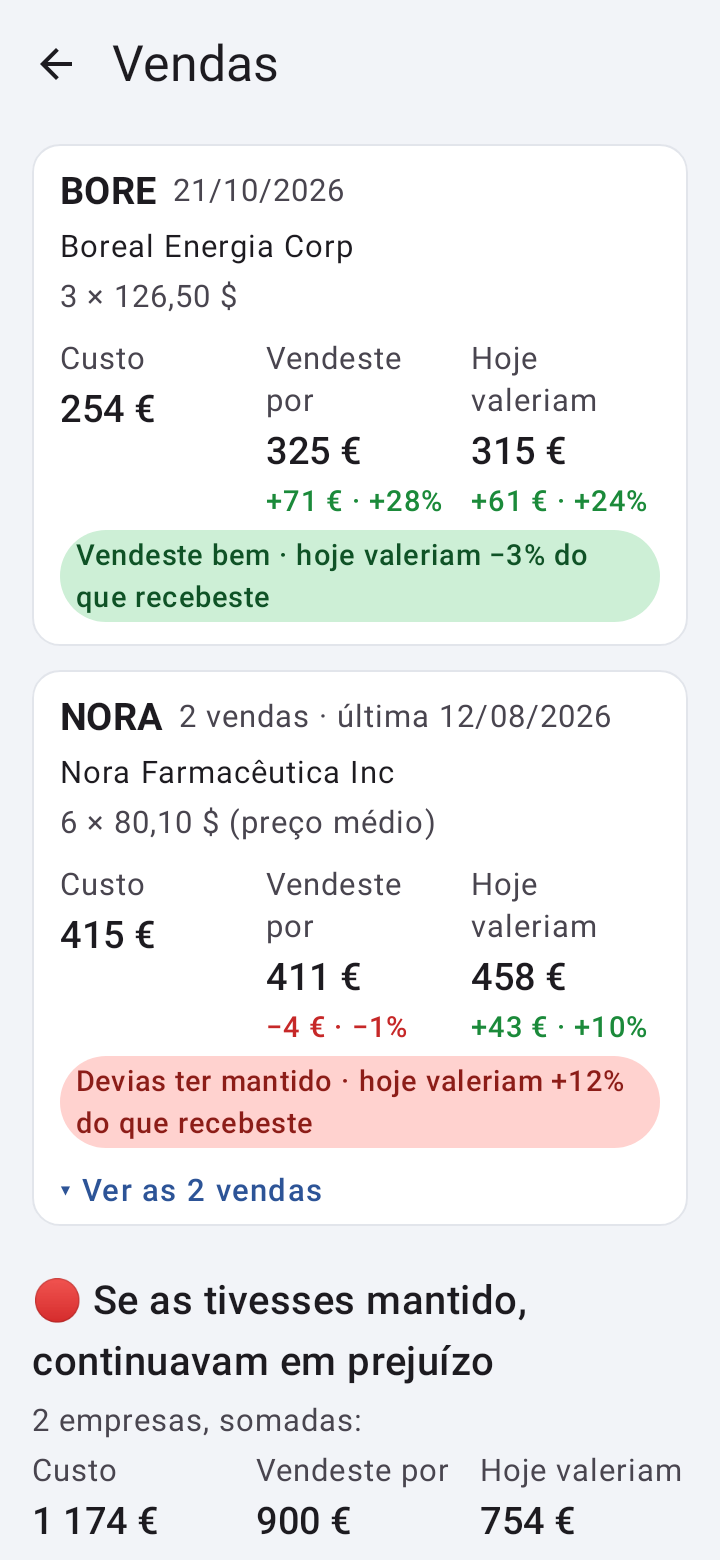 Vendas
BORE 21/10/2026
Boreal Energia Corp
3 × 126,50 $
Custo
254 €
Vendeste
por
325 €
+71 € · +28%
Hoje
valeriam
315 €
+61 € · +24%
Vendeste bem · hoje valeriam −3% do
que recebeste
NORA 2 vendas · última 12/08/2026
Nora Farmacêutica Inc
6 × 80,10 $ (preço médio)
Custo
415 €
Vendeste
por
411 €
−4 € · −1%
Hoje
valeriam
458 €
+43 € · +10%
Devias ter mantido · hoje valeriam +12%
do que recebeste
▾ Ver as 2 vendas
🔴 Se as tivesses mantido,
continuavam em prejuízo
2 empresas, somadas:
Custo
1 174 €
Vendeste por
900 €
Hoje valeriam
754 €